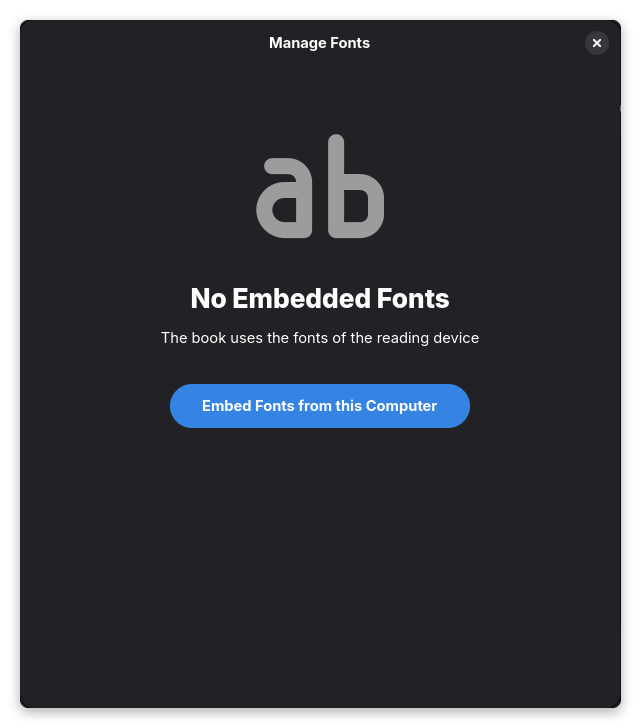 Manage Fonts
ab
No Embedded Fonts
The book uses the fonts of the reading device
Embed Fonts from this Computer